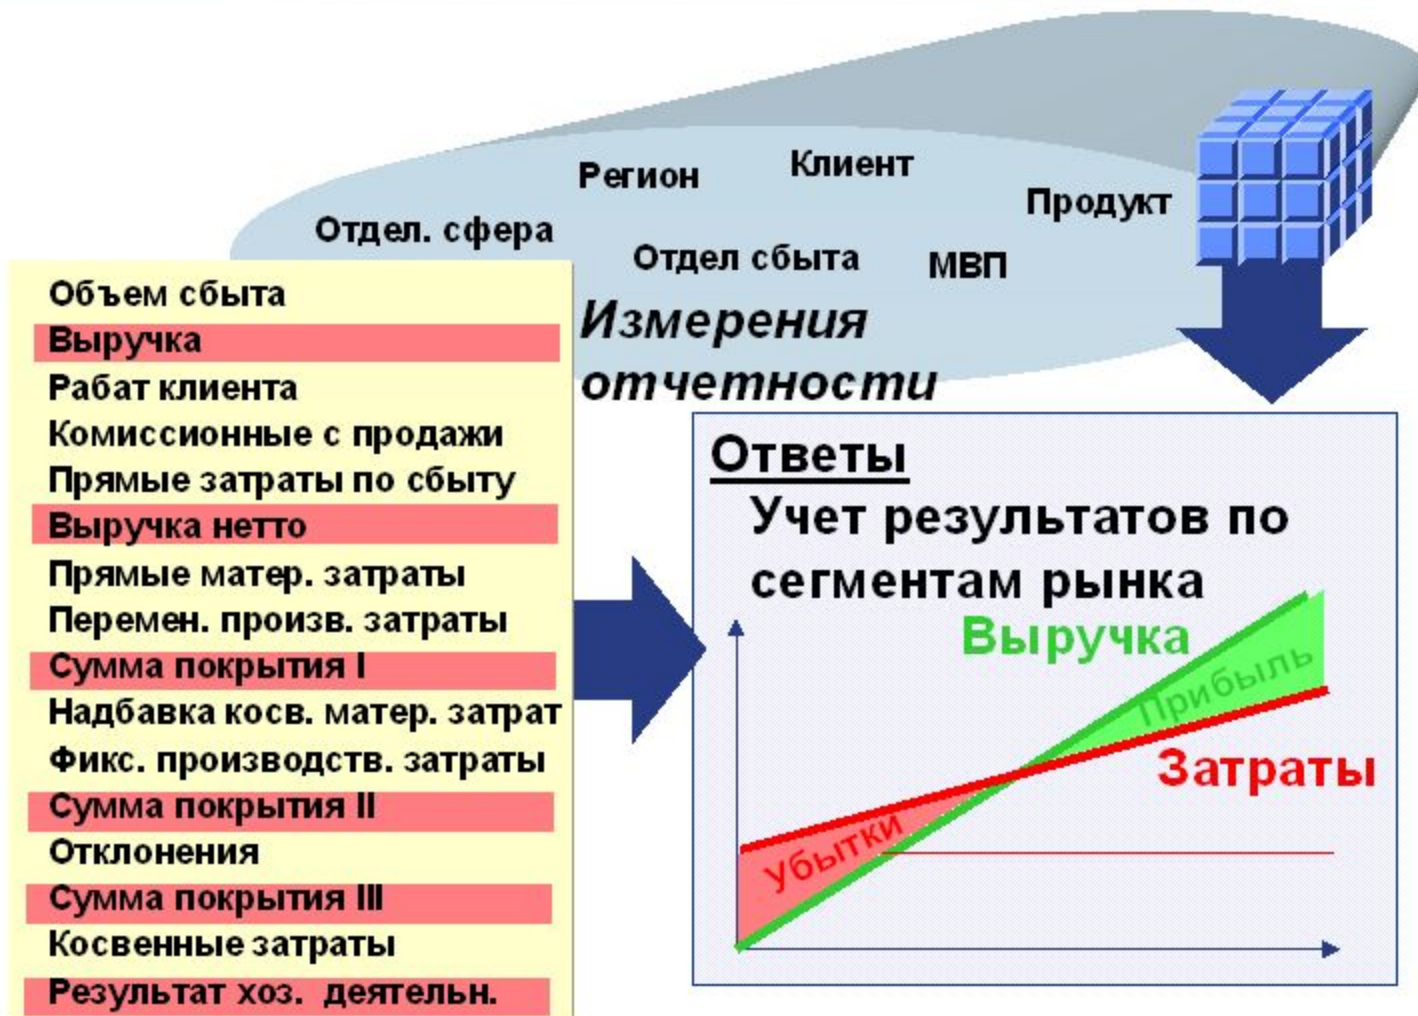 Регион
Клиент
Продукт
Отдел. сфера
Отдел сбыта
МВП
Измерения
отчетности
Объем сбыта
Выручка
Рабат клиента
Комиссионные с продажи
Прямые затраты по сбыту
Выручка нетто
Прямые матер. затраты
Перемен. произв. затраты
Сумма покрытия I
Надбавка косв. матер. затрат
Фикс. производств. затраты
Сумма покрытия II
Отклонения
Сумма покрытия III
Косвенные затраты
Результат хоз. деятельн.
Ответы
Учет результатов по
сегментам рынка
Выручка
Прибыль
Затраты
Убытки